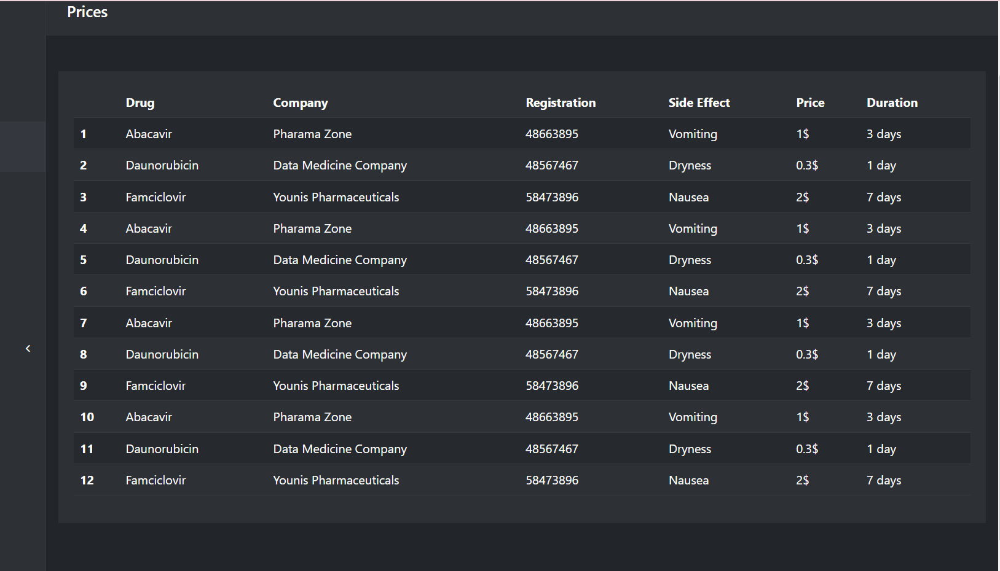 Prices
Drug Company Registration Side Effect Price Duration
1 Abacavir Pharama Zone 48663895 Vomiting 1$ 3 days
2 Daunorubicin Data Medicine Company 48567467 Dryness 0.3$ 1 day
3 Famciclovir Younis Pharmaceuticals 58473896 Nausea 2$ 7 days
4 Abacavir Pharama Zone 48663895 Vomiting 1$ 3 days
5 Daunorubicin Data Medicine Company 48567467 Dryness 0.3$ 1 day
6 Famciclovir Younis Pharmaceuticals 58473896 Nausea 2$ 7 days
7 Abacavir Pharama Zone 48663895 Vomiting 1$ 3 days
8 Daunorubicin Data Medicine Company 48567467 Dryness 0.3$ 1 day
9 Famciclovir Younis Pharmaceuticals 58473896 Nausea 2$ 7 days
10 Abacavir Pharama Zone 48663895 Vomiting 1$ 3 days
11 Daunorubicin Data Medicine Company 48567467 Dryness 0.3$ 1 day
12 Famciclovir Younis Pharmaceuticals 58473896 Nausea 2$ 7 days